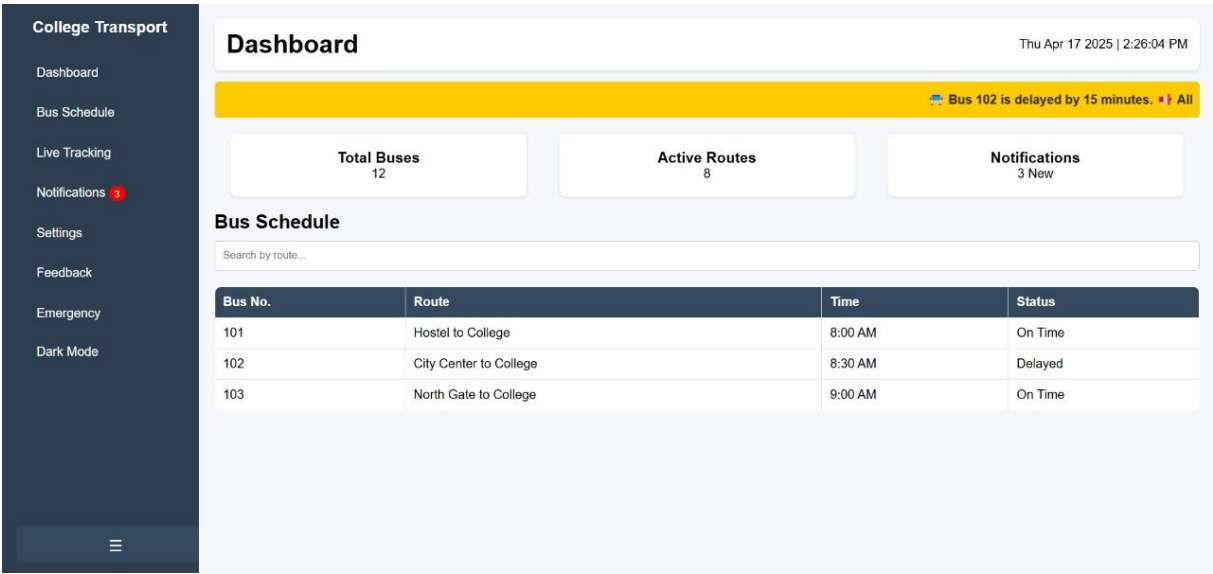 College Transport
Dashboard
Bus Schedule
Live Tracking
Notifications 3
Settings
Feedback
Emergency
Dark Mode
☰
Dashboard
Thu Apr 17 2025 | 2:26:04 PM
Bus 102 is delayed by 15 minutes. All
Total Buses
12
Active Routes
8
Notifications
3 New
Bus Schedule
Search by route...
Bus No. Route Time Status
101 Hostel to College 8:00 AM On Time
102 City Center to College 8:30 AM Delayed
103 North Gate to College 9:00 AM On Time